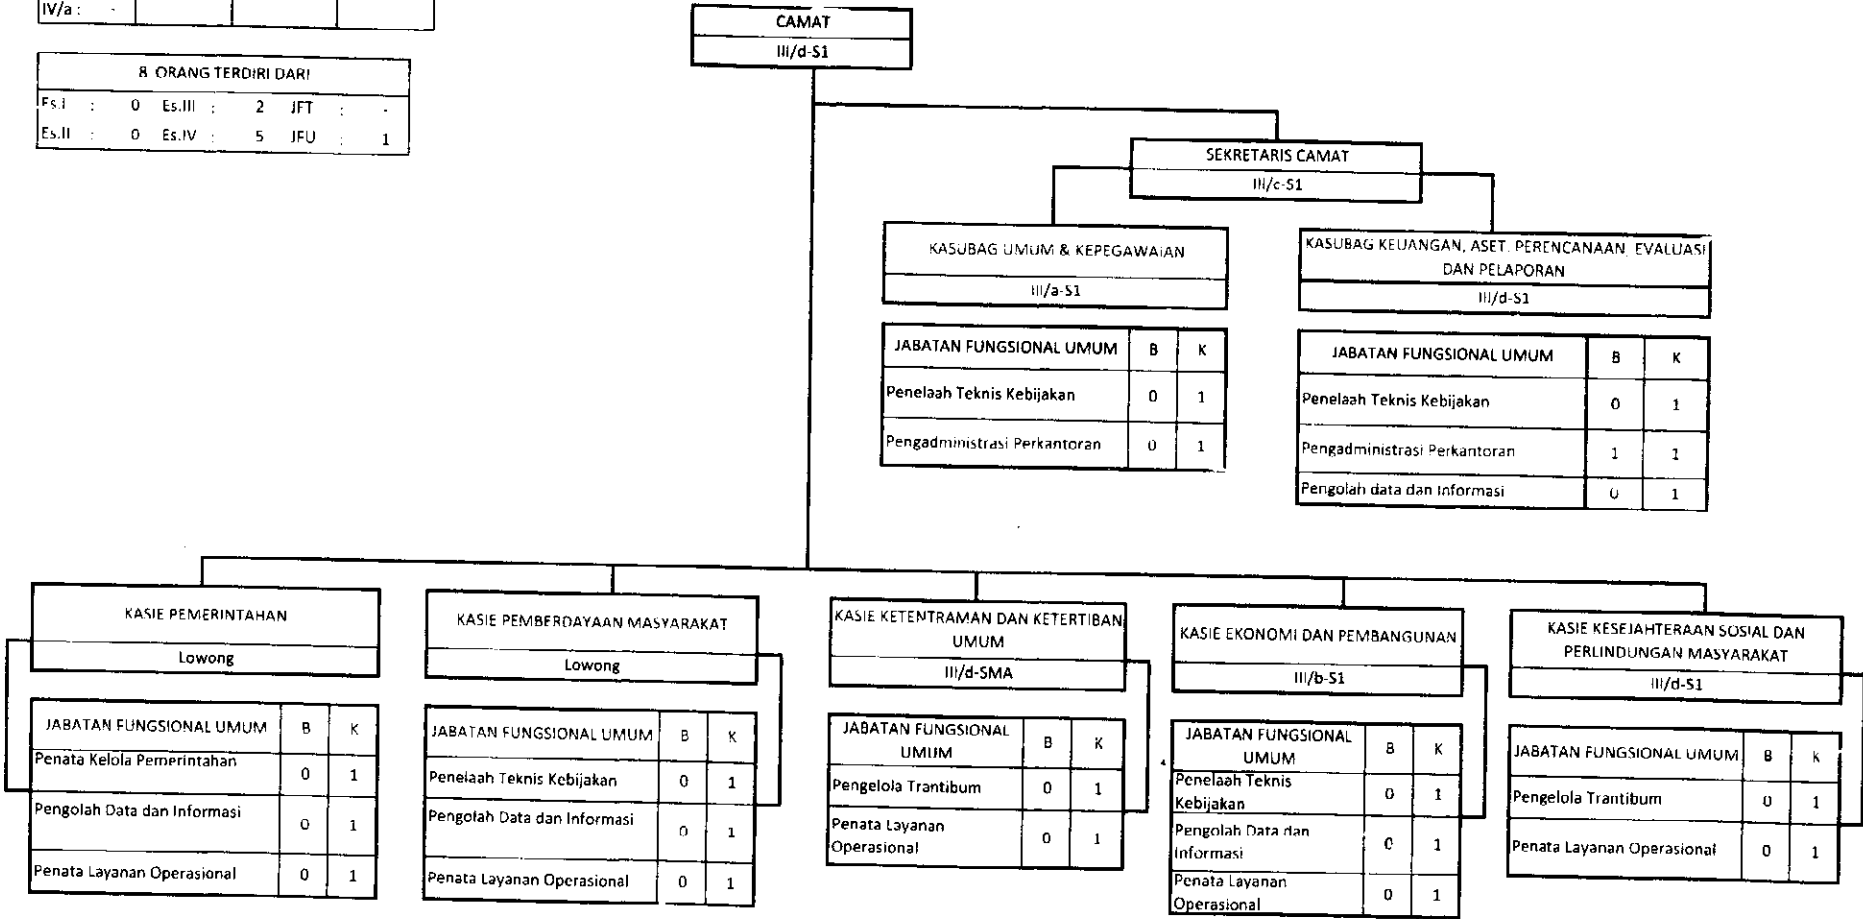 IV/a : -
8 ORANG TERDIRI DARI
Es.I : 0 Es.III : 2 JFT : -
Es.II : 0 Es.IV : 5 JFU : 1
CAMAT
III/d-S1
SEKRETARIS CAMAT
III/c-S1
KASUBAG UMUM & KEPEGAWAIAN
III/a-S1
JABATAN FUNGSIONAL UMUM B K
Penelaah Teknis Kebijakan 0 1
Pengadministrasi Perkantoran 0 1
KASUBAG KEUANGAN, ASET, PERENCANAAN, EVALUASI
DAN PELAPORAN
III/d-S1
JABATAN FUNGSIONAL UMUM B K
Penelaah Teknis Kebijakan 0 1
Pengadministrasi Perkantoran 1 1
Pengolah data dan Informasi 0 1
KASIE PEMERINTAHAN
Lowong
JABATAN FUNGSIONAL UMUM B K
Penata Kelola Pemerintahan 0 1
Pengolah Data dan Informasi 0 1
Penata Layanan Operasional 0 1
KASIE PEMBERDAYAAN MASYARAKAT
Lowong
JABATAN FUNGSIONAL UMUM B K
Penelaah Teknis Kebijakan 0 1
Pengolah Data dan Informasi 0 1
Penata Layanan Operasional 0 1
KASIE KETENTRAMAN DAN KETERTIBAN
UMUM
III/d-SMA
JABATAN FUNGSIONAL
UMUM
B K
Pengelola Trantibum 0 1
Penata Layanan
Operasional
0 1
KASIE EKONOMI DAN PEMBANGUNAN
III/b-S1
JABATAN FUNGSIONAL
UMUM
B K
Penelaah Teknis
Kebijakan
0 1
Pengolah Data dan
Informasi
0 1
Penata Layanan
Operasional
0 1
KASIE KESEJAHTERAAN SOSIAL DAN
PERLINDUNGAN MASYARAKAT
III/d-S1
JABATAN FUNGSIONAL UMUM B K
Pengelola Trantibum 0 1
Penata Layanan Operasional 0 1